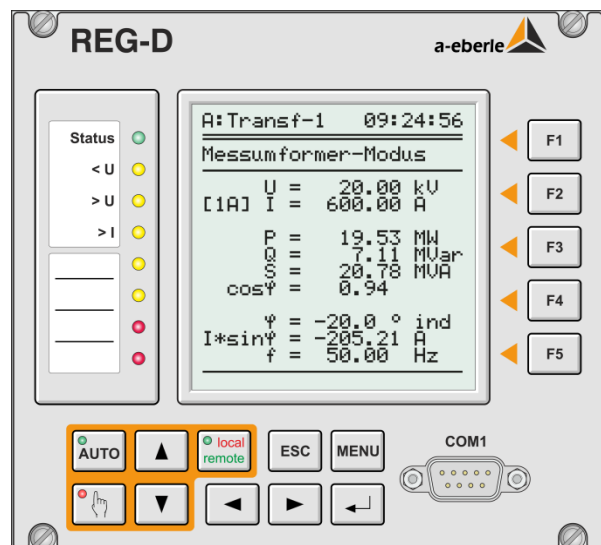 REG-D
a-eberle
Status
< U
> U
> I
A:Transf-1 09:24:56
Messumformer-Modus
U = 20.00 kV
[1A] I = 600.00 A
P = 19.53 MW
Q = 7.11 MVar
S = 20.78 MVA
cosφ = 0.94
φ = -20.0 ° ind
I*sinφ = -205.21 A
f = 50.00 Hz
F1
F2
F3
F4
F5
AUTO
local
remote
ESC
MENU
COM1